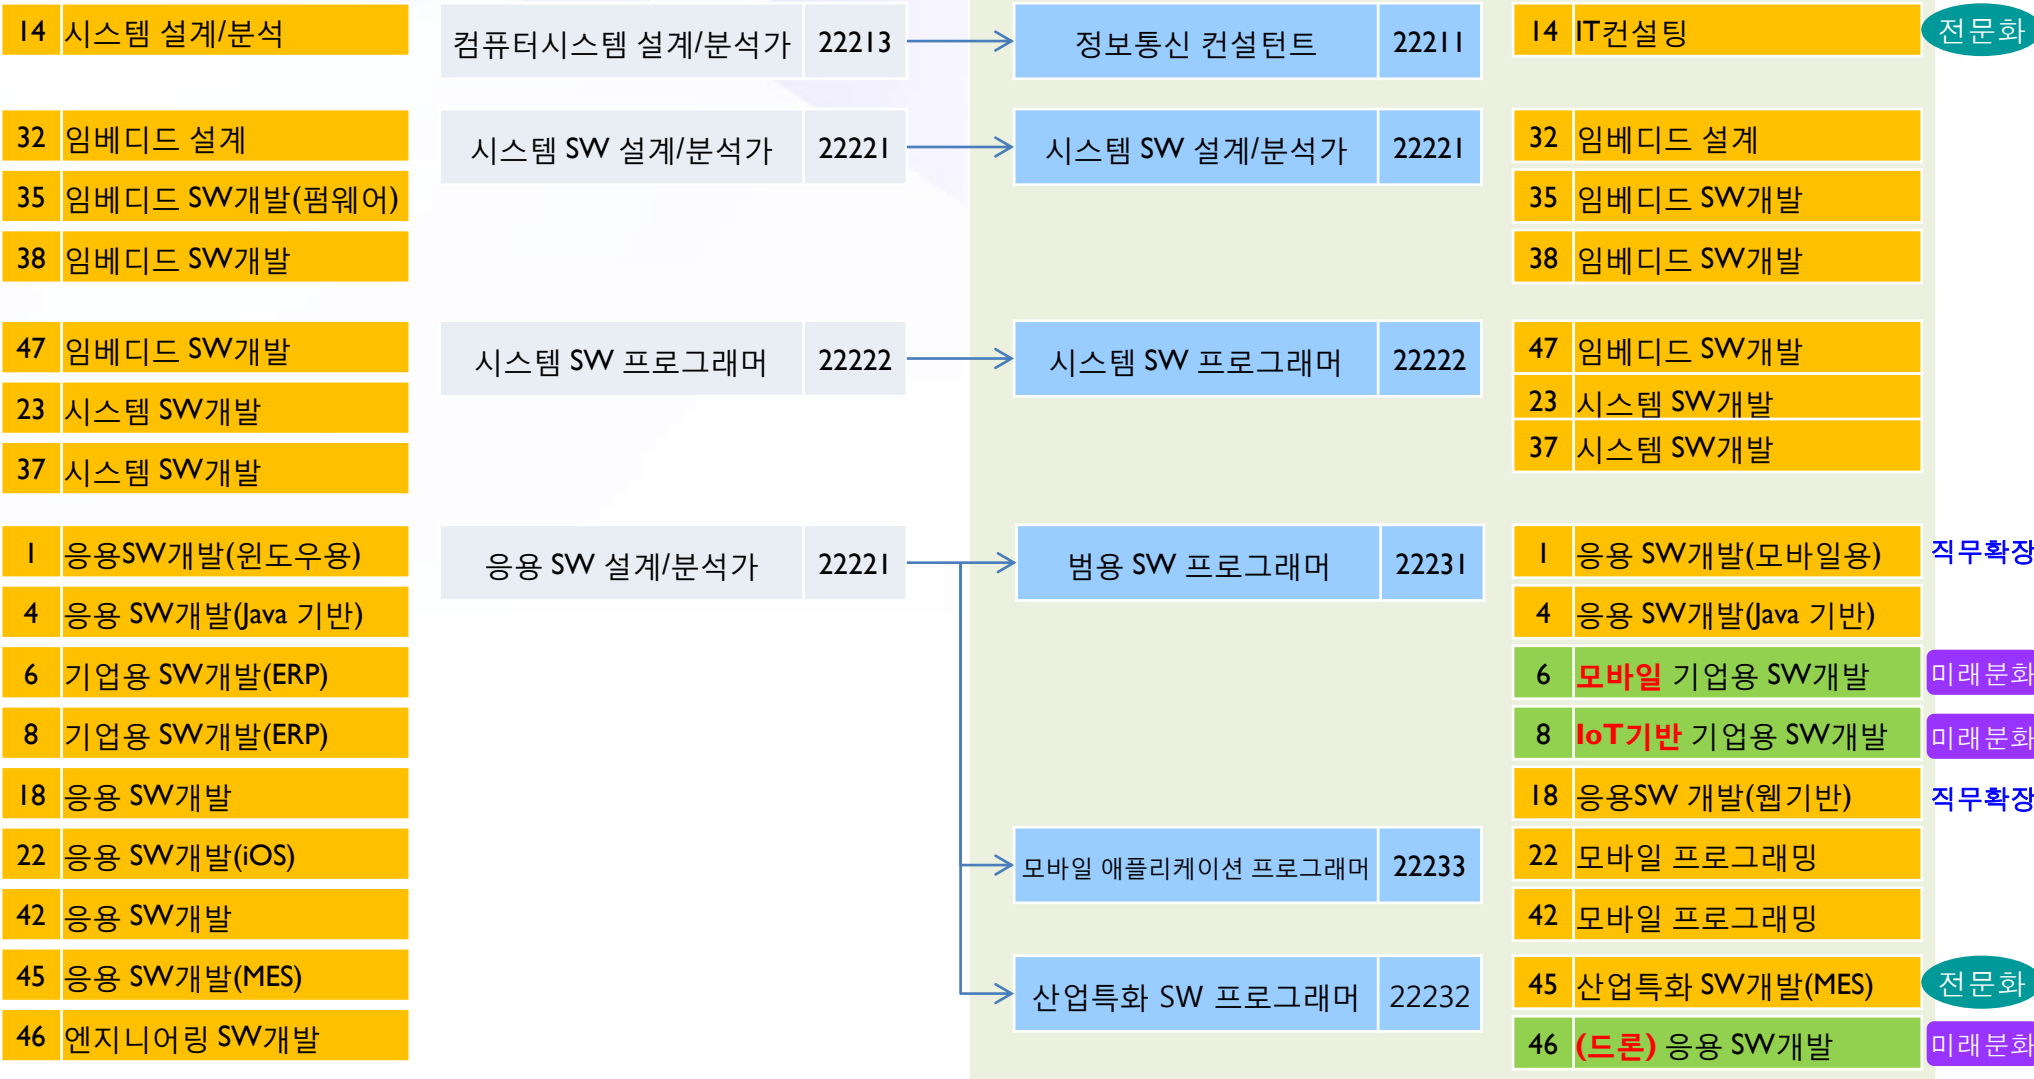 14 시스템 설계/분석 컴퓨터시스템 설계/분석가 22213 정보통신 컨설턴트 22211 14 IT컨설팅 전문화
32 임베디드 설계 시스템 SW 설계/분석가 22221 시스템 SW 설계/분석가 22221 32 임베디드 설계
35 임베디드 SW개발(펌웨어) 35 임베디드 SW개발
38 임베디드 SW개발 38 임베디드 SW개발
47 임베디드 SW개발 시스템 SW 프로그래머 22222 시스템 SW 프로그래머 22222 47 임베디드 SW개발
23 시스템 SW개발 23 시스템 SW개발
37 시스템 SW개발 37 시스템 SW개발
1 응용SW개발(윈도우용) 응용 SW 설계/분석가 22221 범용 SW 프로그래머 22231 1 응용 SW개발(모바일용) 직무확장
4 응용 SW개발(Java 기반) 4 응용 SW개발(Java 기반)
6 기업용 SW개발(ERP) 6 모바일 기업용 SW개발 미래분화
8 기업용 SW개발(ERP) 8 IoT기반 기업용 SW개발 미래분화
18 응용 SW개발 18 응용SW 개발(웹기반) 직무확장
22 응용 SW개발(iOS) 모바일 애플리케이션 프로그래머 22233 22 모바일 프로그래밍
42 응용 SW개발 42 모바일 프로그래밍
45 응용 SW개발(MES) 산업특화 SW 프로그래머 22232 45 산업특화 SW개발(MES) 전문화
46 엔지니어링 SW개발 46 (드론) 응용 SW개발 미래분화